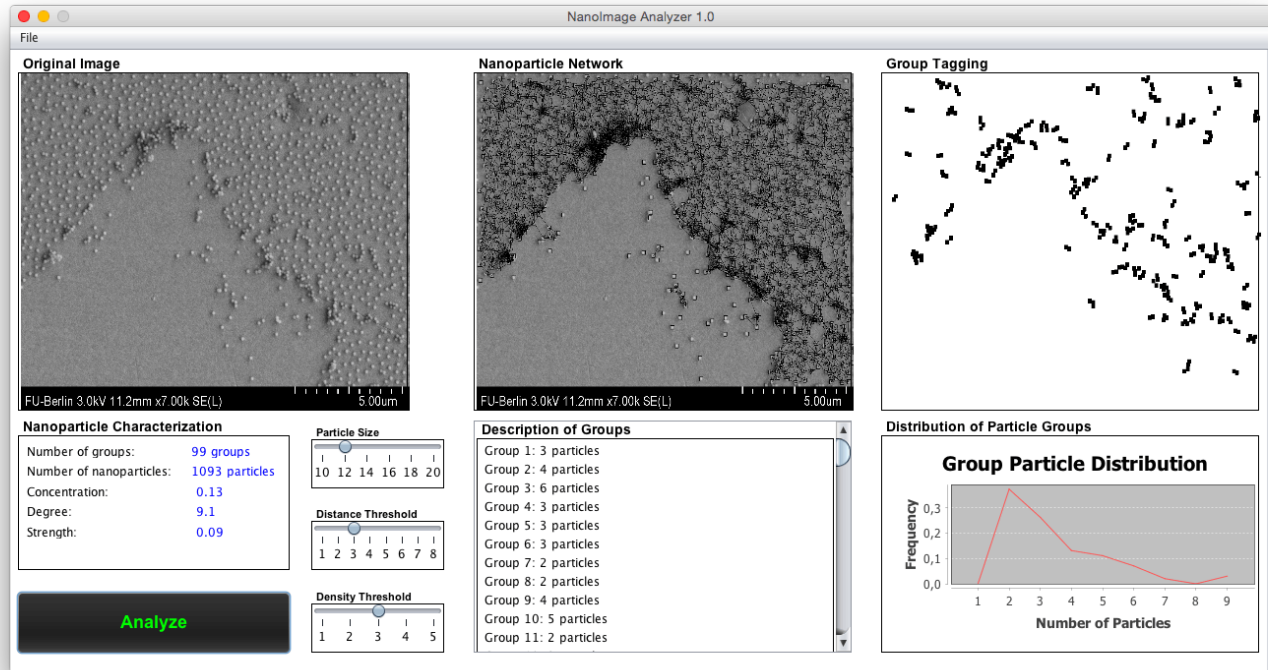 NanoImage Analyzer 1.0
File
Original Image
Nanoparticle Network
Group Tagging
FU-Berlin 3.0kV 11.2mm x7.00k SE(L)
5.00um
FU-Berlin 3.0kV 11.2mm x7.00k SE(L)
5.00um
Nanoparticle Characterization
Number of groups: 99 groups
Number of nanoparticles: 1093 particles
Concentration: 0.13
Degree: 9.1
Strength: 0.09
Analyze
Particle Size
10 12 14 16 18 20
Distance Threshold
1 2 3 4 5 6 7 8
Density Threshold
1 2 3 4 5
Description of Groups
Group 1: 3 particles
Group 2: 4 particles
Group 3: 6 particles
Group 4: 3 particles
Group 5: 3 particles
Group 6: 3 particles
Group 7: 2 particles
Group 8: 2 particles
Group 9: 4 particles
Group 10: 5 particles
Group 11: 2 particles
Distribution of Particle Groups
Group Particle Distribution
Frequency
0,3
0,2
0,1
0,0
1 2 3 4 5 6 7 8 9
Number of Particles